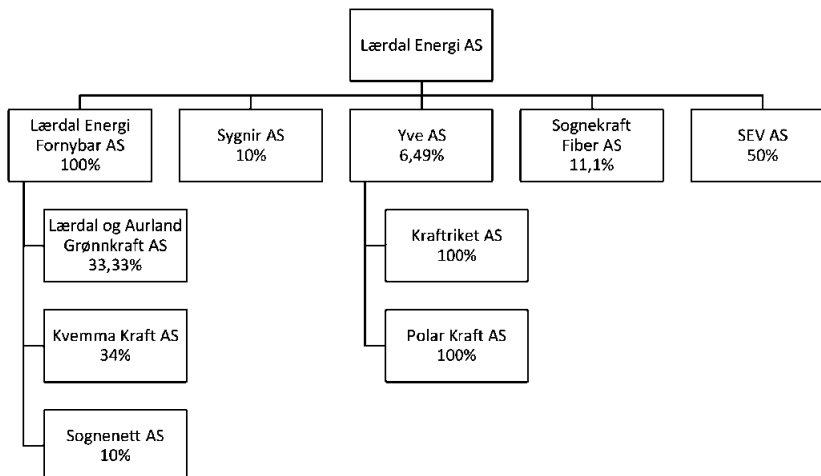 Lærdal Energi AS
Lærdal Energi
Fornybar AS
100%
Sygnir AS
10%
Yve AS
6,49%
Sognekraft
Fiber AS
11,1%
SEV AS
50%
Lærdal og Aurland
Grønnkraft AS
33,33%
Kvemma Kraft AS
34%
Sognenett AS
10%
Kraftriket AS
100%
Polar Kraft AS
100%